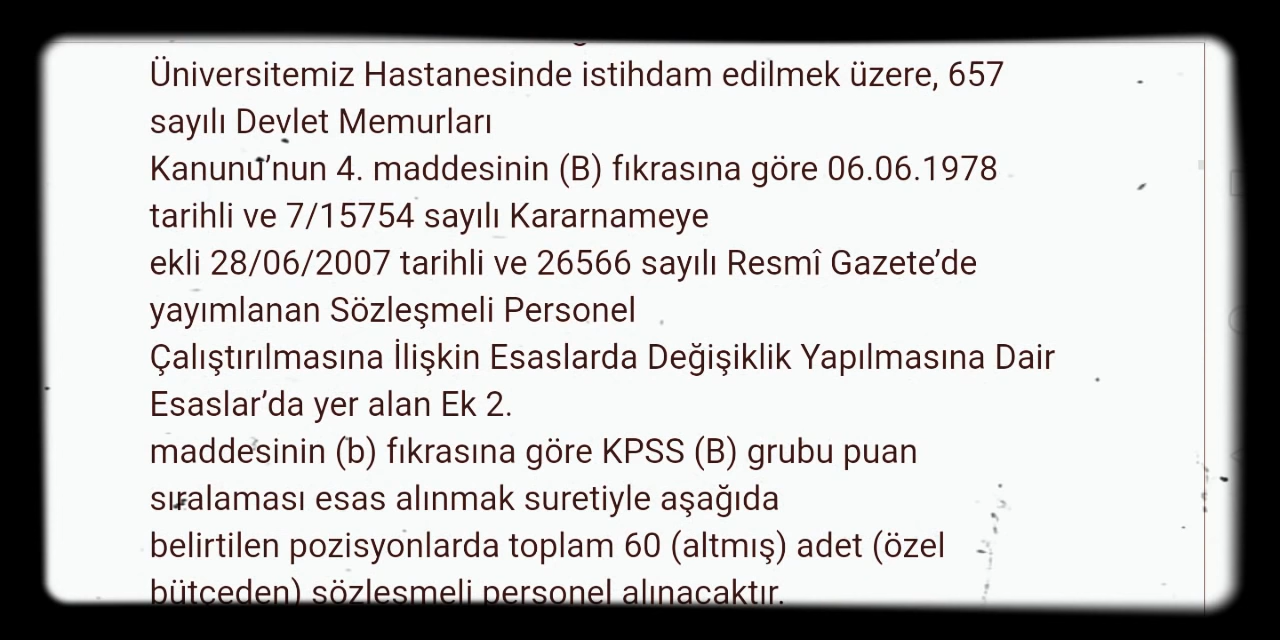 Üniversitemiz Hastanesinde istihdam edilmek üzere, 657
sayılı Devlet Memurları
Kanunu’nun 4. maddesinin (B) fıkrasına göre 06.06.1978
tarihli ve 7/15754 sayılı Kararnameye
ekli 28/06/2007 tarihli ve 26566 sayılı Resmî Gazete’de
yayımlanan Sözleşmeli Personel
Çalıştırılmasına İlişkin Esaslarda Değişiklik Yapılmasına Dair
Esaslar’da yer alan Ek 2.
maddesinin (b) fıkrasına göre KPSS (B) grubu puan
sıralaması esas alınmak suretiyle aşağıda
belirtilen pozisyonlarda toplam 60 (altmış) adet (özel
bütçeden) sözleşmeli personel alınacaktır.